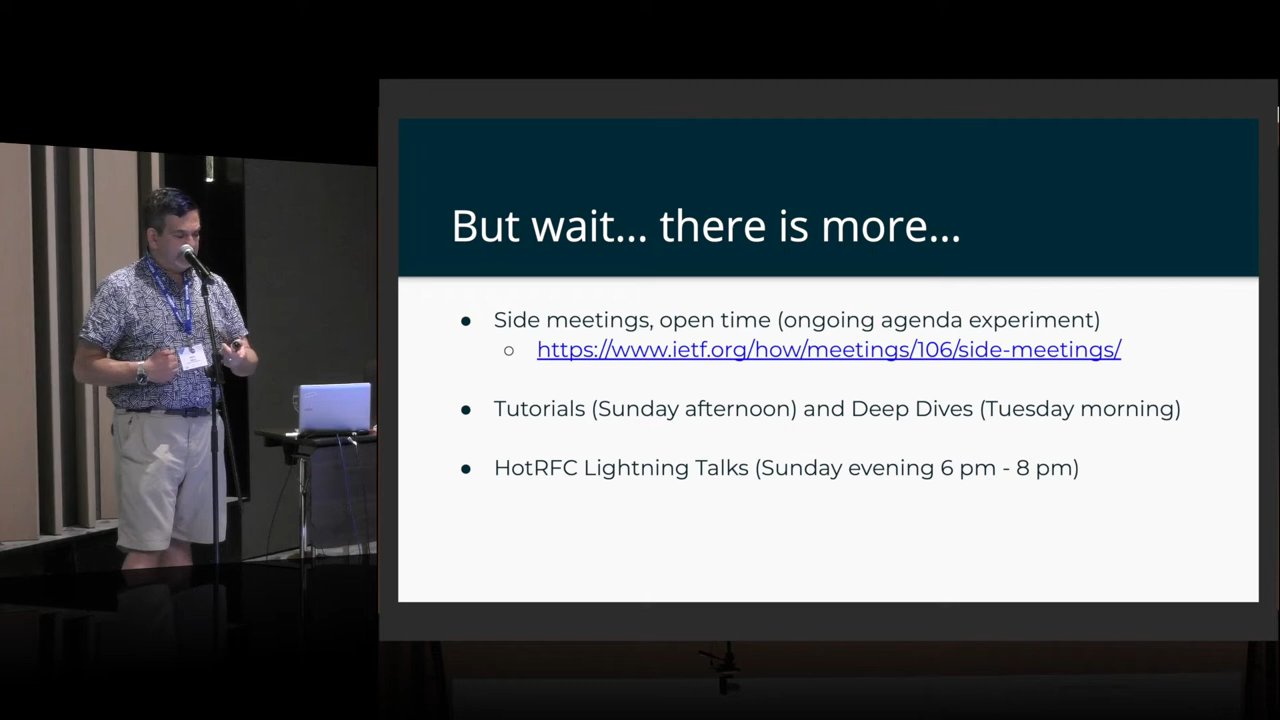 But wait... there is more...
● Side meetings, open time (ongoing agenda experiment)
○ https://www.ietf.org/how/meetings/106/side-meetings/
● Tutorials (Sunday afternoon) and Deep Dives (Tuesday morning)
● HotRFC Lightning Talks (Sunday evening 6 pm - 8 pm)